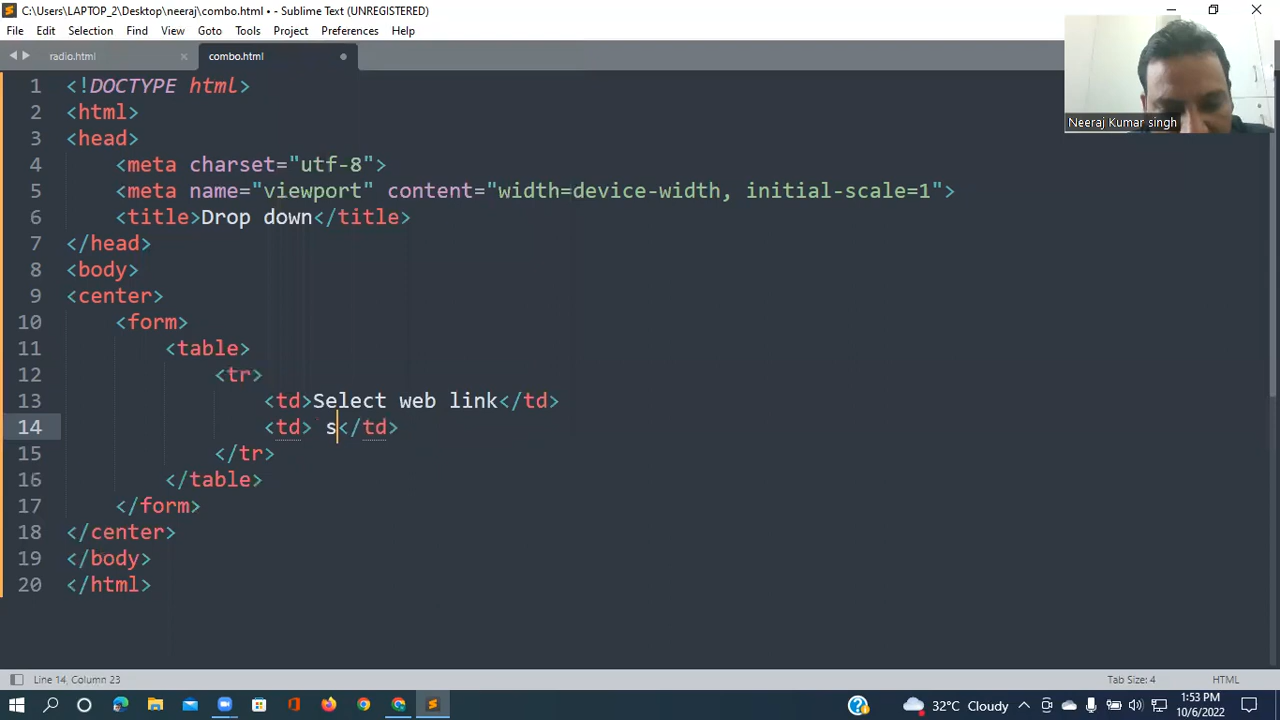 C:\Users\LAPTOP_2\Desktop\neeraj\combo.html • - Sublime Text (UNREGISTERED)
File Edit Selection Find View Goto Tools Project Preferences Help
radio.html combo.html
Neeraj Kumar singh
1 <!DOCTYPE html>
2 <html>
3 <head>
4 <meta charset="utf-8">
5 <meta name="viewport" content="width=device-width, initial-scale=1">
6 <title>Drop down</title>
7 </head>
8 <body>
9 <center>
10 <form>
11 <table>
12 <tr>
13 <td>Select web link</td>
14 <td> s</td>
15 </tr>
16 </table>
17 </form>
18 </center>
19 </body>
20 </html>
Line 14, Column 23 Tab Size: 4 HTML
32°C Cloudy 1:53 PM
10/6/2022